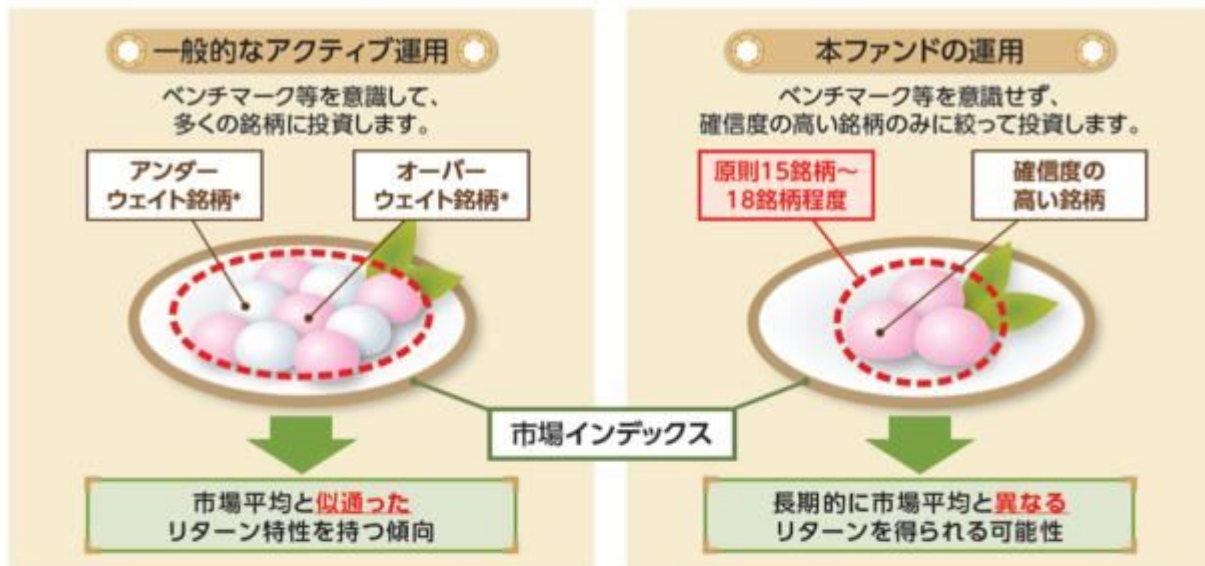 一般的なアクティブ運用
ベンチマーク等を意識して、
多くの銘柄に投資します。
アンダー
ウェイト銘柄*
オーバー
ウェイト銘柄*
市場平均と似通った
リターン特性を持つ傾向
本ファンドの運用
ベンチマーク等を意識せず、
確信度の高い銘柄のみに絞って投資します。
原則15銘柄～
18銘柄程度
確信度の
高い銘柄
市場インデックス
長期的に市場平均と異なる
リターンを得られる可能性